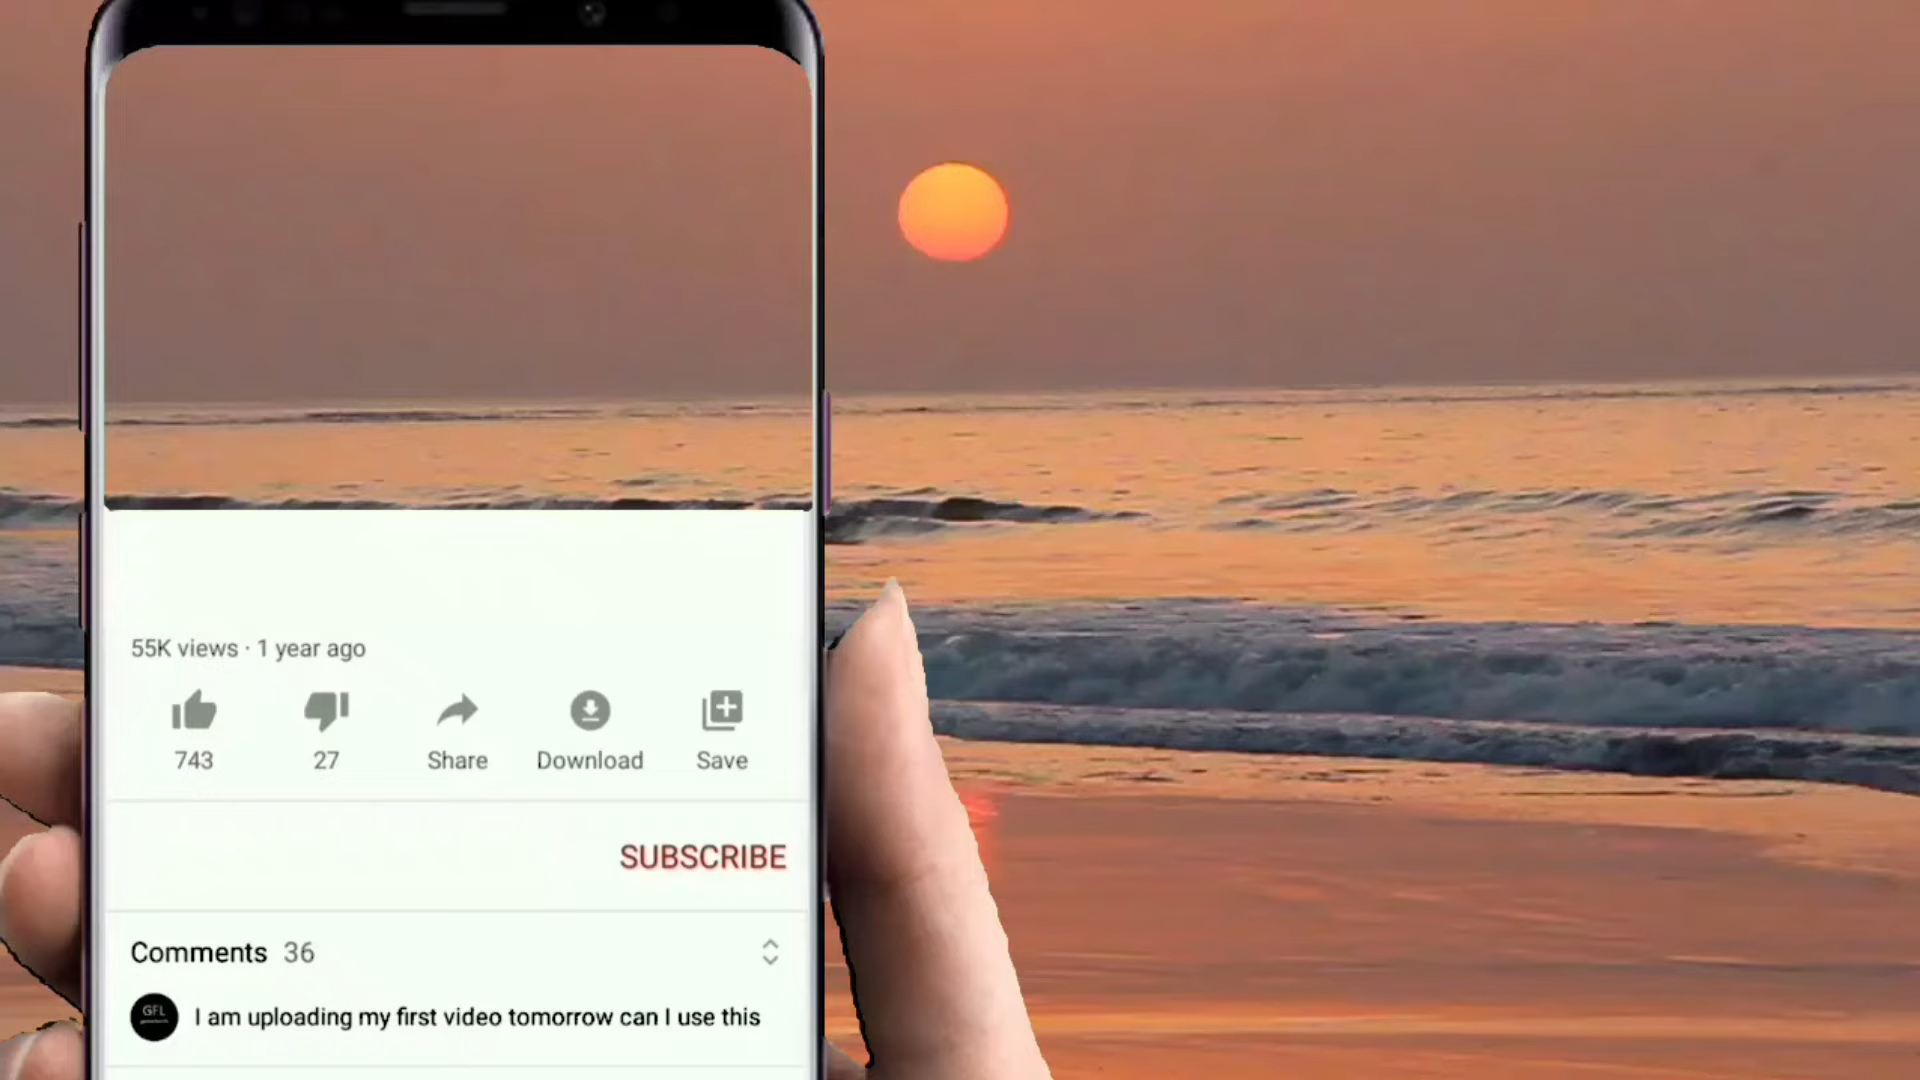 55K views · 1 year ago
743 27 Share Download Save
SUBSCRIBE
Comments 36
GFL
I am uploading my first video tomorrow can I use this